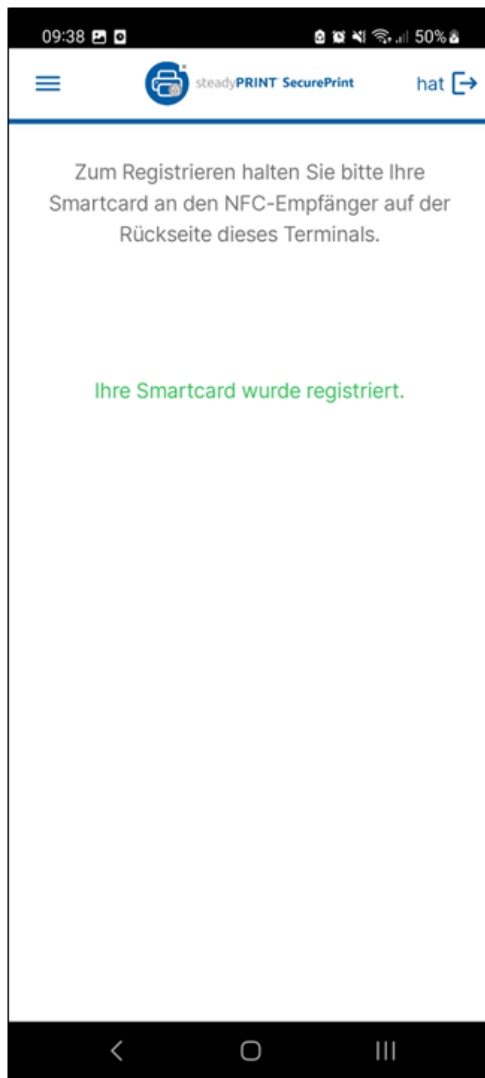 09:38
50%
steadyPRINT SecurePrint
hat
Zum Registrieren halten Sie bitte Ihre
Smartcard an den NFC-Empfänger auf der
Rückseite dieses Terminals.
Ihre Smartcard wurde registriert.